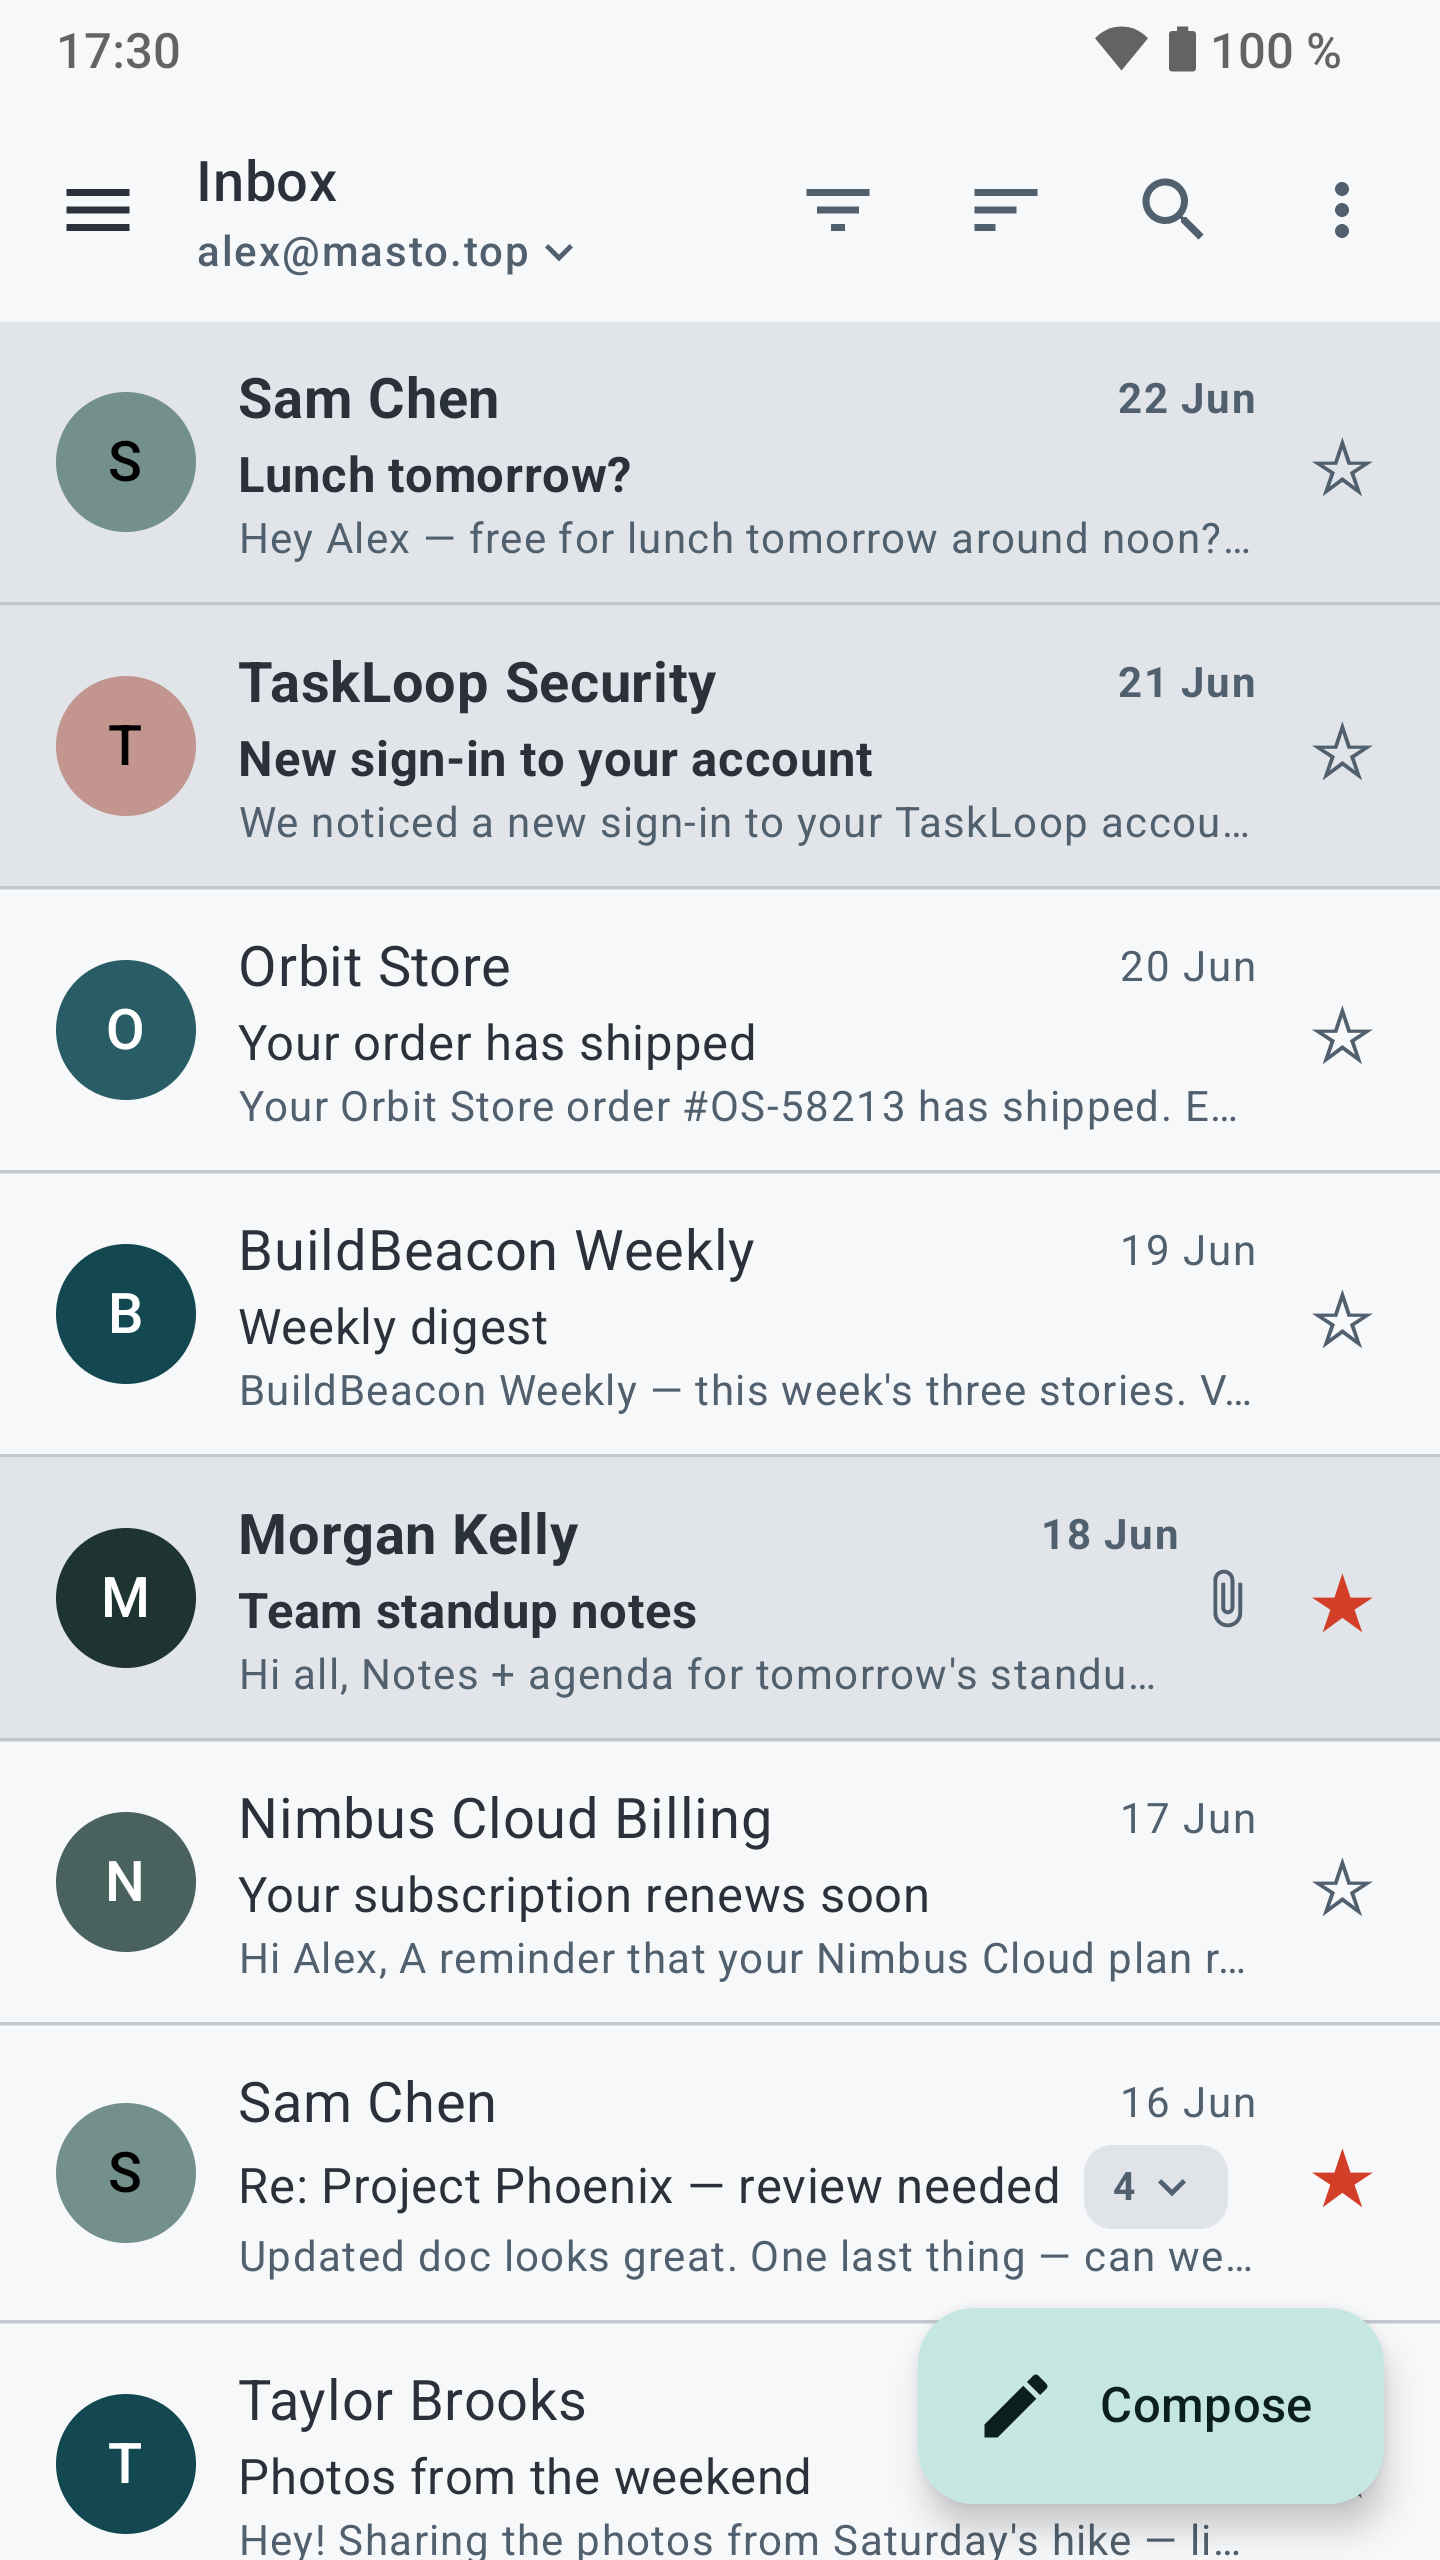 17:30
100 %
Inbox
alex@masto.top
S
Sam Chen
22 Jun
Lunch tomorrow?
Hey Alex — free for lunch tomorrow around noon?…
T
TaskLoop Security
21 Jun
New sign-in to your account
We noticed a new sign-in to your TaskLoop accou…
O
Orbit Store
20 Jun
Your order has shipped
Your Orbit Store order #OS-58213 has shipped. E…
B
BuildBeacon Weekly
19 Jun
Weekly digest
BuildBeacon Weekly — this week's three stories. V…
M
Morgan Kelly
18 Jun
Team standup notes
Hi all, Notes + agenda for tomorrow's standu…
N
Nimbus Cloud Billing
17 Jun
Your subscription renews soon
Hi Alex, A reminder that your Nimbus Cloud plan r…
S
Sam Chen
16 Jun
Re: Project Phoenix — review needed
4
Updated doc looks great. One last thing — can we…
T
Taylor Brooks
Photos from the weekend
Hey! Sharing the photos from Saturday's hike — li…
Compose